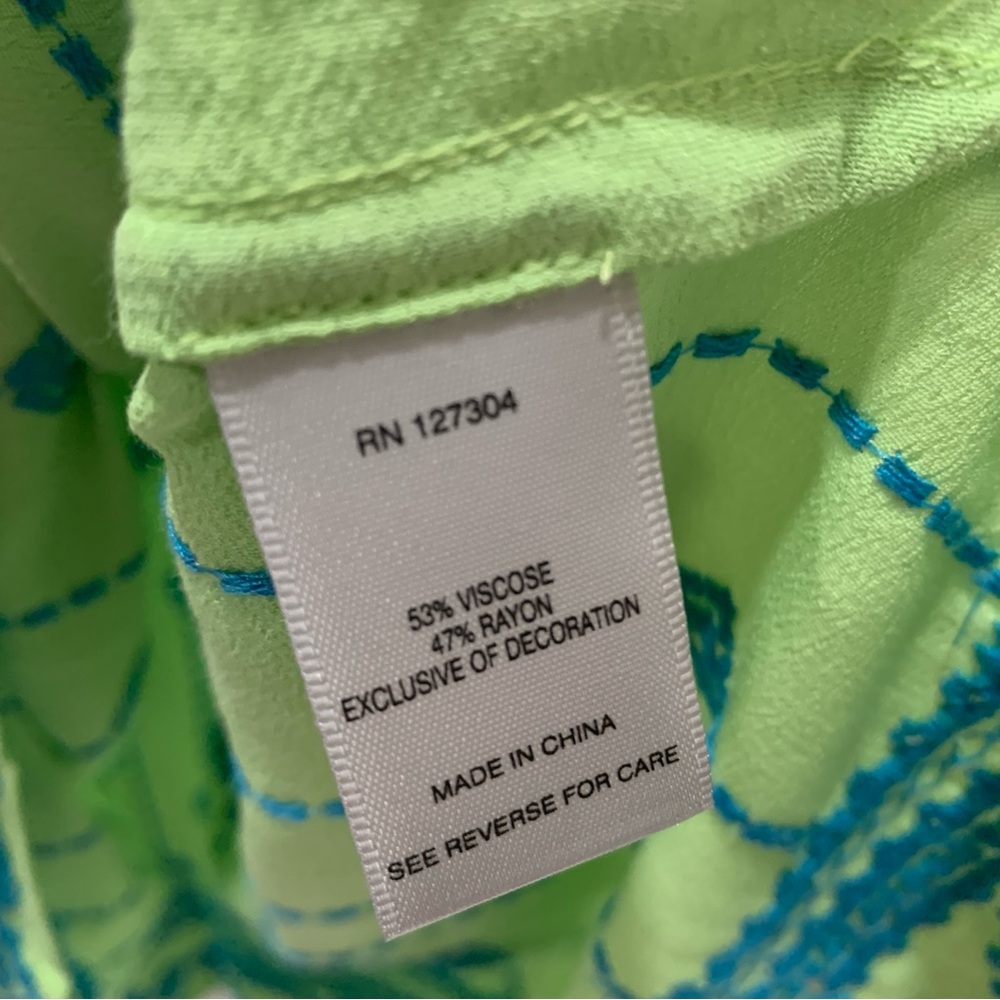 RN 127304
53% VISCOSE
47% RAYON
EXCLUSIVE OF DECORATION
MADE IN CHINA
SEE REVERSE FOR CARE